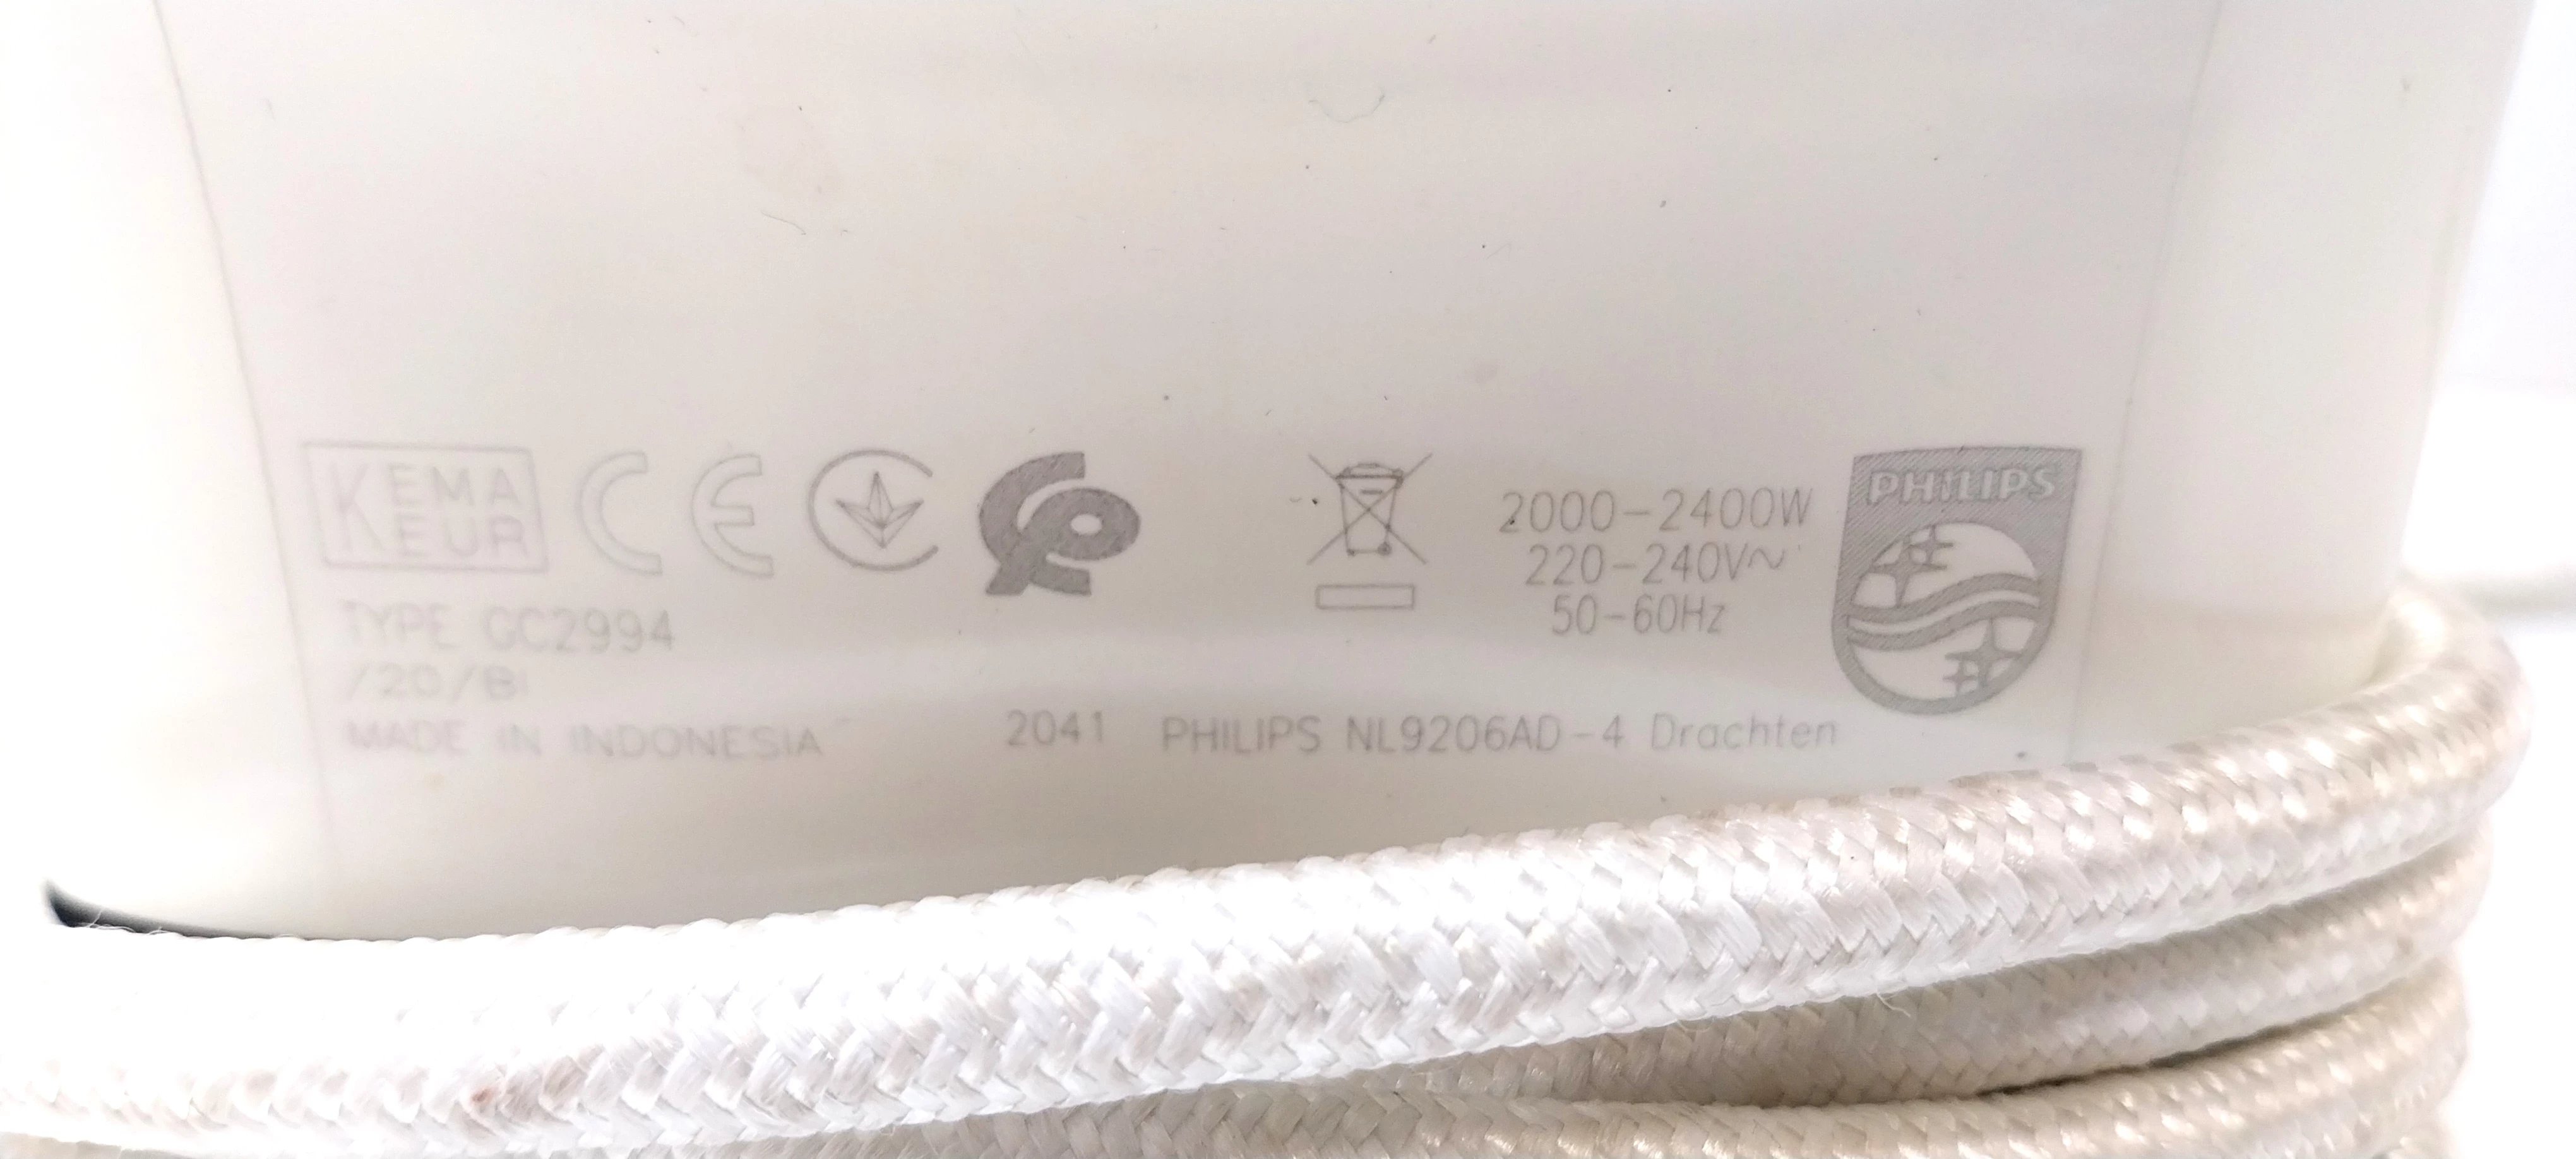 KEMA
EUR
CE
TYPE GC2994
/20/BI
MADE IN INDONESIA
2041 PHILIPS NL9206AD-4 Drachten
2000-2400W
220-240V~
50-60Hz
PHILIPS